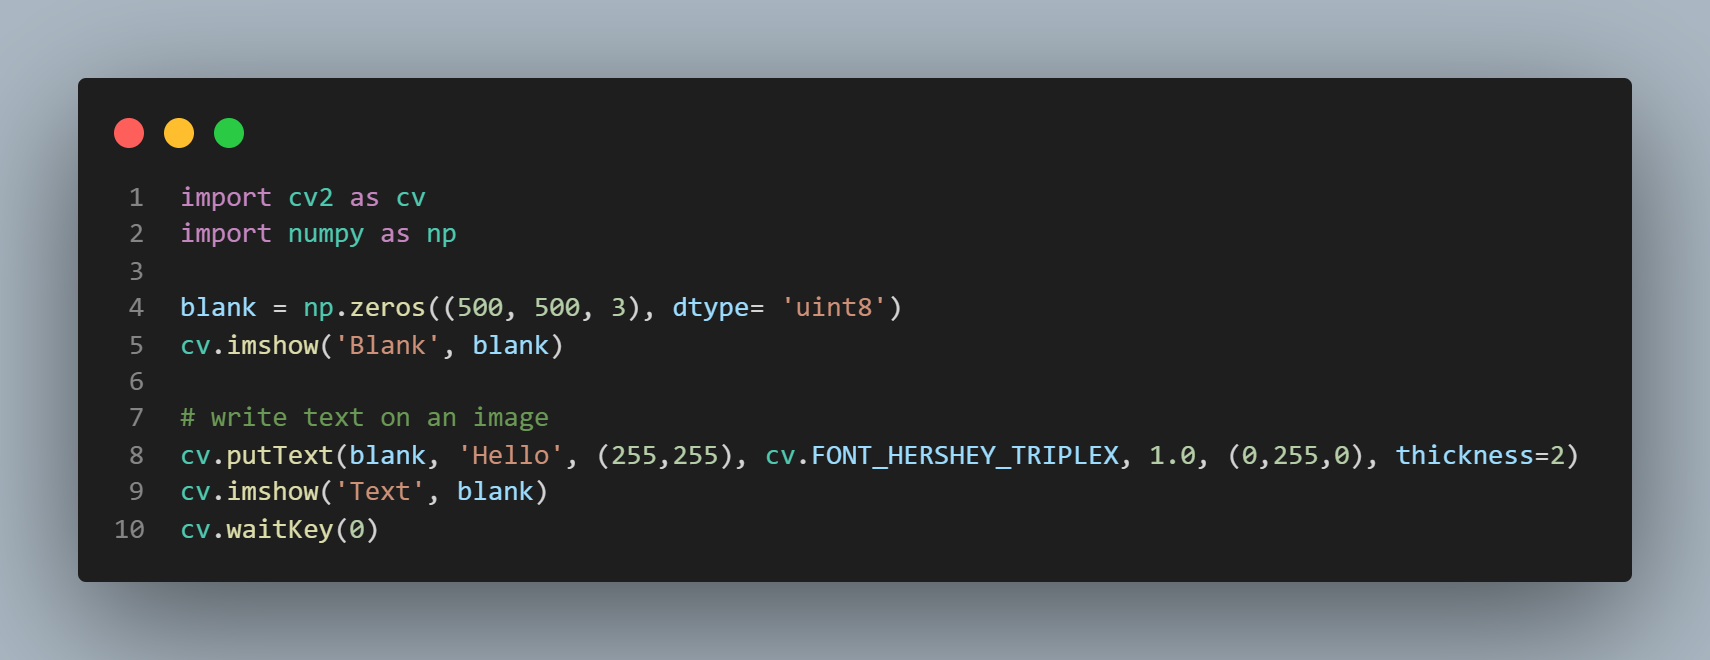 1 import cv2 as cv
2 import numpy as np
3
4 blank = np.zeros((500, 500, 3), dtype= 'uint8')
5 cv.imshow('Blank', blank)
6
7 # write text on an image
8 cv.putText(blank, 'Hello', (255,255), cv.FONT_HERSHEY_TRIPLEX, 1.0, (0,255,0), thickness=2)
9 cv.imshow('Text', blank)
10 cv.waitKey(0)